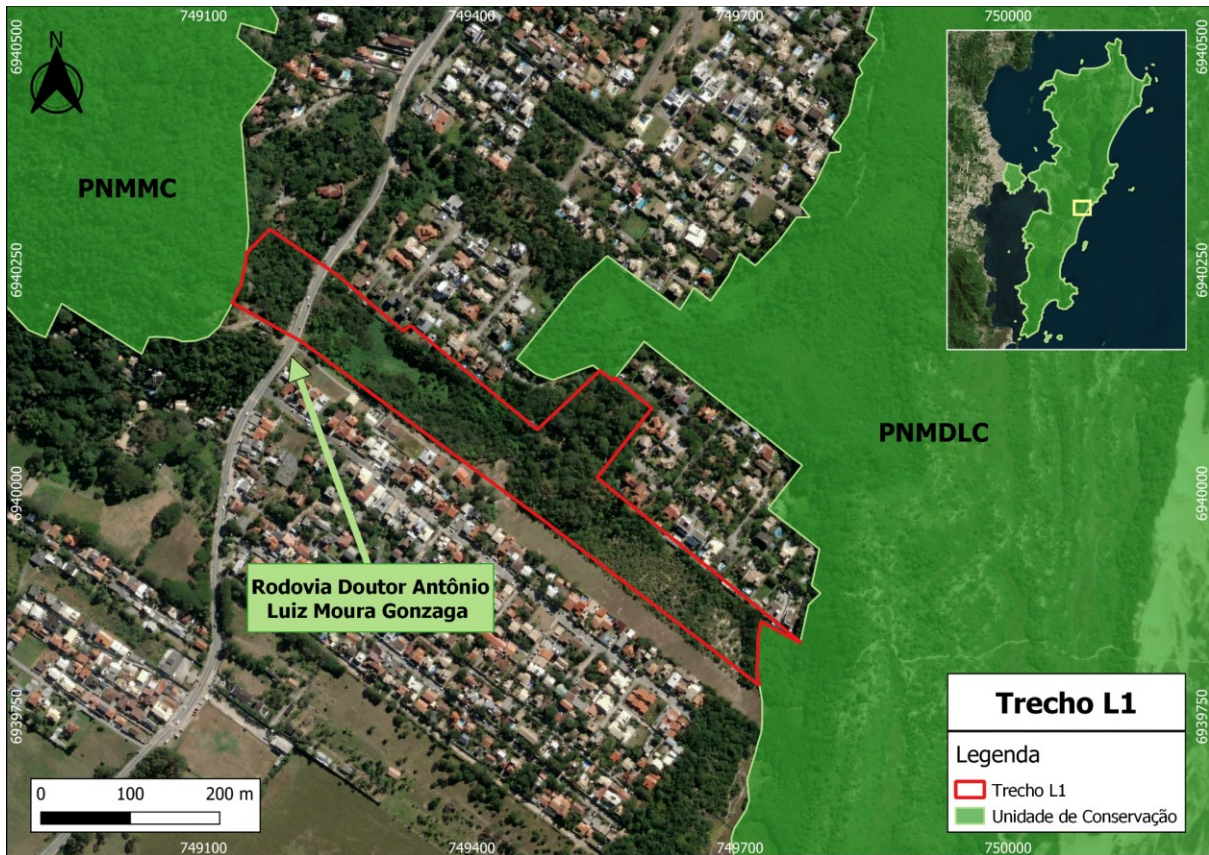 749100
749400
749700
750000
6940500
6940500
N
PNMMC
6940250
6940250
PNMDLC
6940000
6940000
Rodovia Doutor Antônio
Luiz Moura Gonzaga
6939750
6939750
Trecho L1
Legenda
Trecho L1
Unidade de Conservação
0 100 200 m
749100
749400
749700
750000